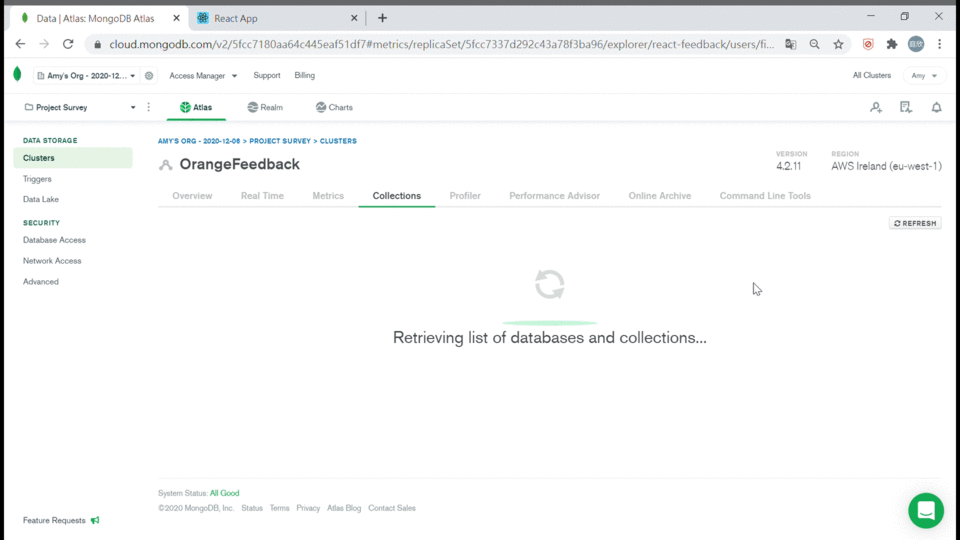 Data | Atlas: MongoDB Atlas
React App
cloud.mongodb.com/v2/5fcc7180aa64c445eaf51df7#metrics/replicaSet/5fcc7337d292c43a78f3ba96/explorer/react-feedback/users/fi...
Amy's Org - 2020-12...
Access Manager
Support
Billing
All Clusters
Amy
Project Survey
Atlas
Realm
Charts
DATA STORAGE
Clusters
Triggers
Data Lake
SECURITY
Database Access
Network Access
Advanced
Feature Requests
AMY'S ORG - 2020-12-06 > PROJECT SURVEY > CLUSTERS
OrangeFeedback
VERSION
4.2.11
REGION
AWS Ireland (eu-west-1)
Overview
Real Time
Metrics
Collections
Profiler
Performance Advisor
Online Archive
Command Line Tools
REFRESH
Retrieving list of databases and collections...
System Status: All Good
©2020 MongoDB, Inc. Status Terms Privacy Atlas Blog Contact Sales